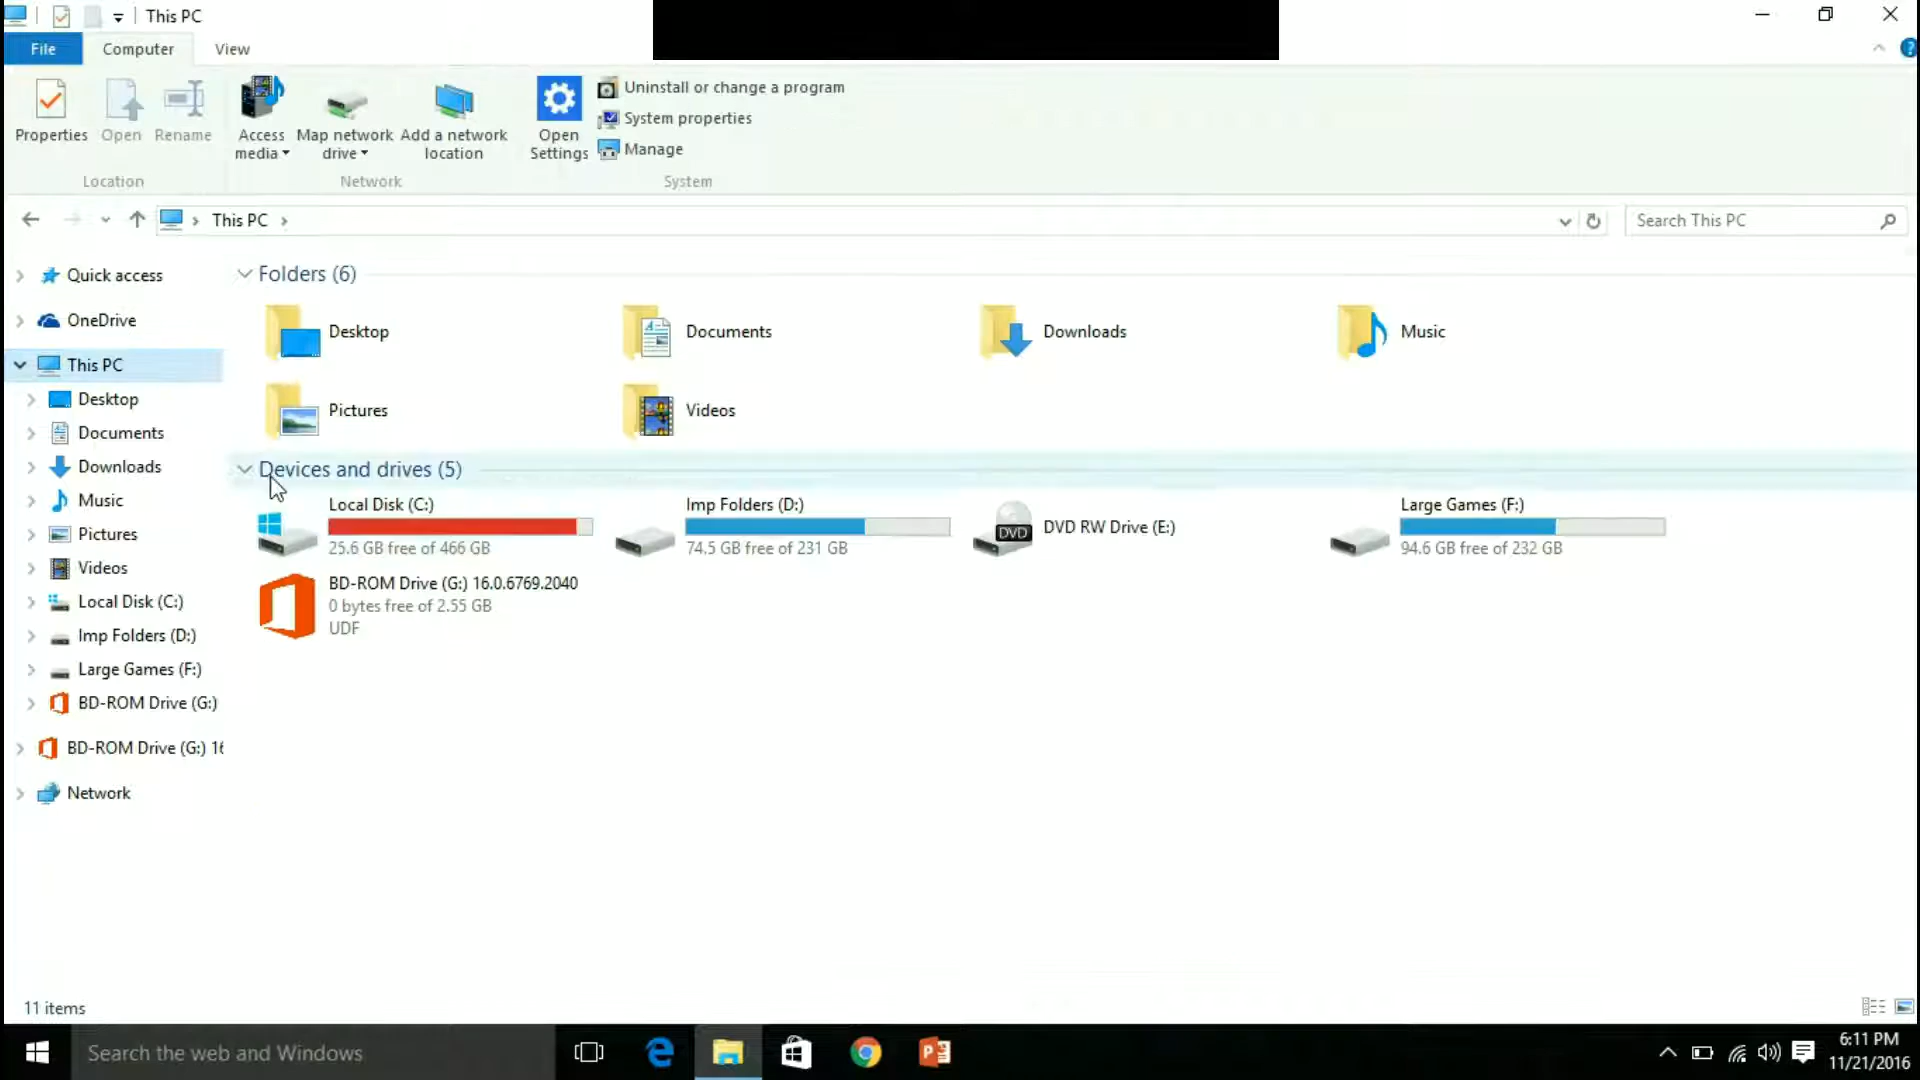 This PC
File
Computer
View
Properties
Open
Rename
Access media
Map network drive
Add a network location
Open Settings
Uninstall or change a program
System properties
Manage
Location
Network
System
This PC
Search This PC
Quick access
OneDrive
This PC
Desktop
Documents
Downloads
Music
Pictures
Videos
Local Disk (C:)
Imp Folders (D:)
Large Games (F:)
BD-ROM Drive (G:)
BD-ROM Drive (G:) 16
Network
Folders (6)
Desktop
Documents
Downloads
Music
Pictures
Videos
Devices and drives (5)
Local Disk (C:)
25.6 GB free of 466 GB
Imp Folders (D:)
74.5 GB free of 231 GB
DVD
DVD RW Drive (E:)
Large Games (F:)
94.6 GB free of 232 GB
BD-ROM Drive (G:) 16.0.6769.2040
0 bytes free of 2.55 GB
UDF
11 items
Search the web and Windows
6:11 PM
11/21/2016